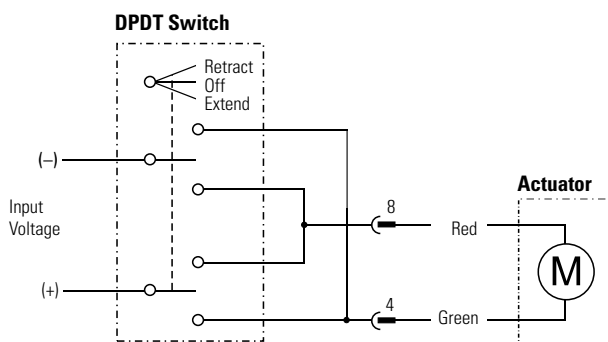 DPDT Switch
Retract
Off
Extend
(–)
Input
Voltage
(+)
8
Red
4
Green
Actuator
M